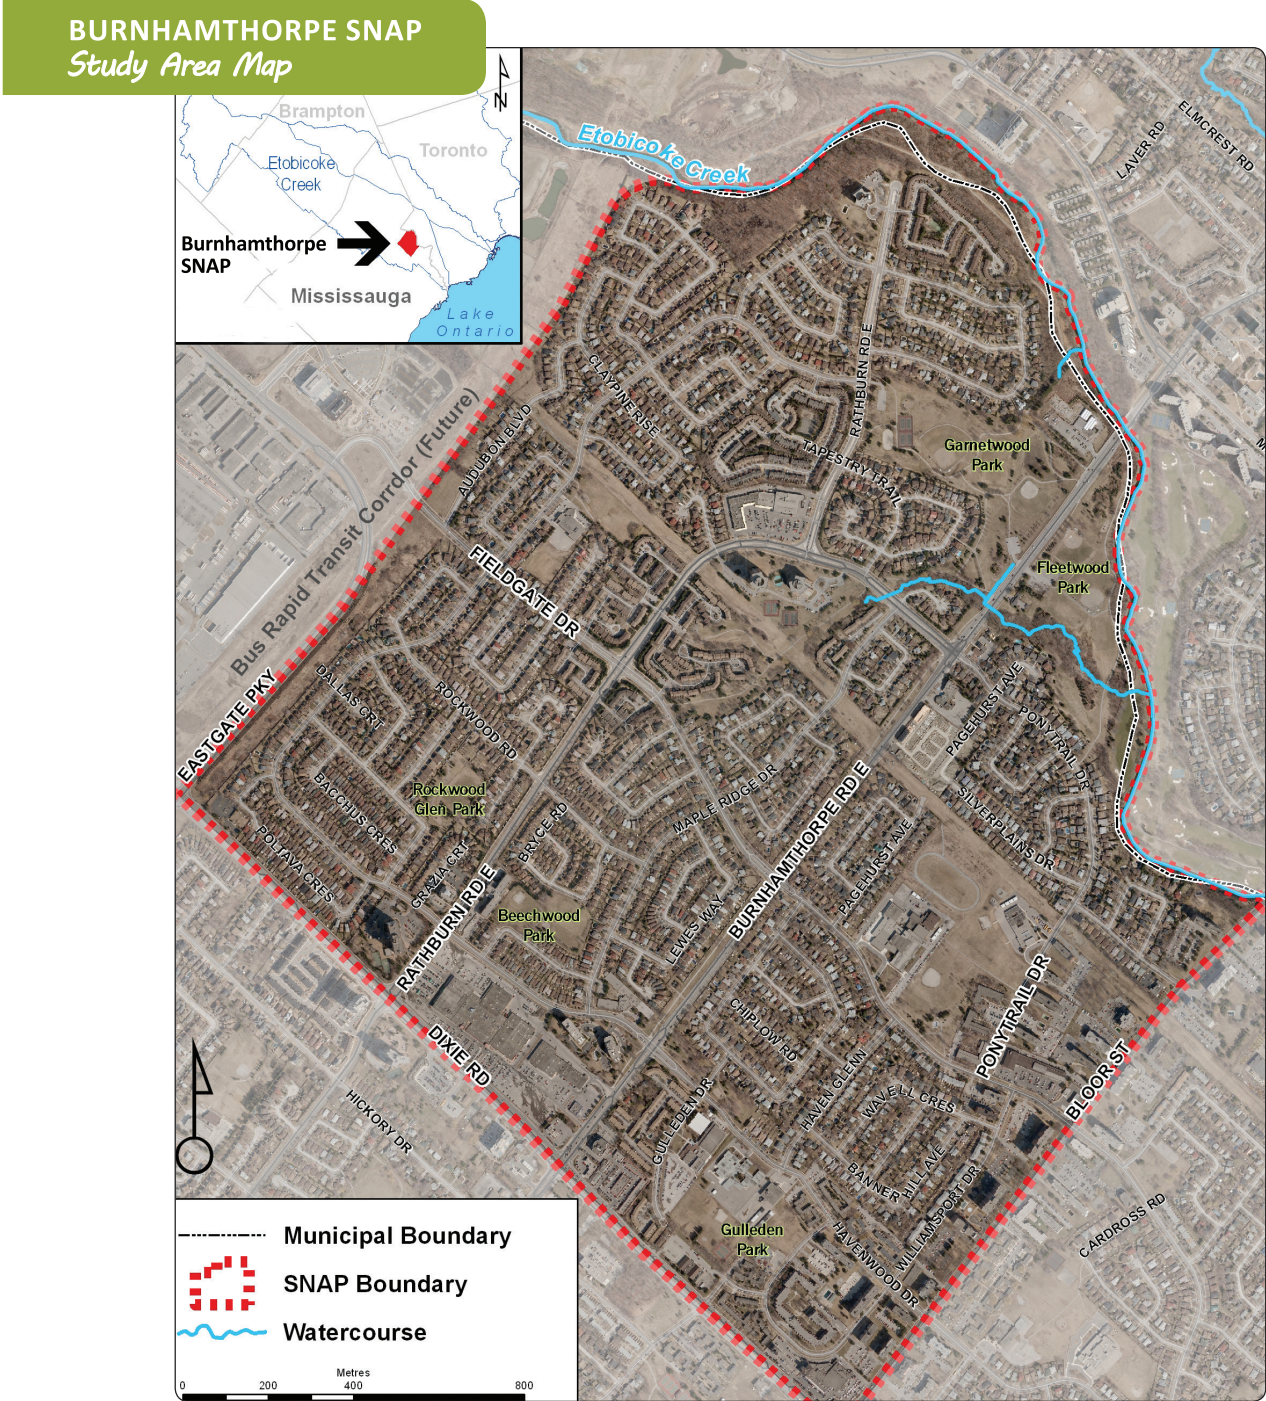 BURNHAMTHORPE SNAP
Study Area Map
N
Brampton
Toronto
Etobicoke
Creek
Burnhamthorpe
SNAP
Mississauga
Lake
Ontario
Etobicoke Creek
LAVER RD
ELMCREST RD
RATHBURN RD E
CLAYPINE RISE
AUDUBON BLVD
TAPESTRY TRAIL
Garnetwood
Park
Bus Rapid Transit Corridor (Future)
FIELDGATE DR
Fleetwood
Park
EASTGATE PKY
DALLAS CRT
ROCKWOOD RD
PAGEHURST AVE
PONYTRAIL DR
Rockwood
Glen Park
BACCHUS CRES
MAPLE RIDGE DR
BURNHAMTHORPE RD E
SILVERPLAINS DR
POLTAVA CRES
GRAZIA CRT
BRYCE RD
PAGEHURST AVE
RATHBURN RD E
Beechwood
Park
LEWES WAY
DIXIE RD
CHIPLOW RD
PONYTRAIL DR
BLOOR ST
HICKORY DR
GULLEDEN DR
HAVEN GLENN
WAVELL CRES
BANNER
HILL AVE
WILLIAMSPORT DR
CARDROSS RD
Gulleden
Park
HAVENWOOD DR
Municipal Boundary
SNAP Boundary
Watercourse
Metres
0 200 400 800